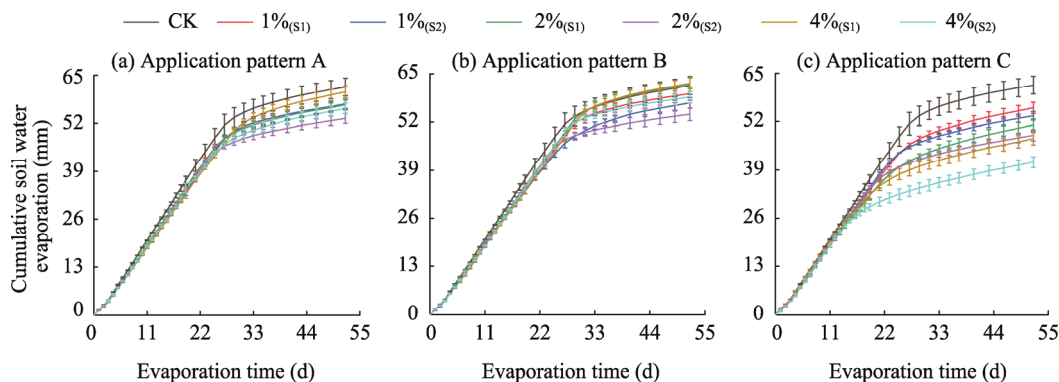 CK 1%(S1) 1%(S2) 2%(S1) 2%(S2) 4%(S1) 4%(S2)
(a) Application pattern A (b) Application pattern B (c) Application pattern C
Cumulative soil water
evaporation (mm)
65 65 65
52 52 52
39 39 39
26 26 26
13 13 13
0 0 0
0 11 22 33 44 55 0 11 22 33 44 55 0 11 22 33 44 55
Evaporation time (d) Evaporation time (d) Evaporation time (d)